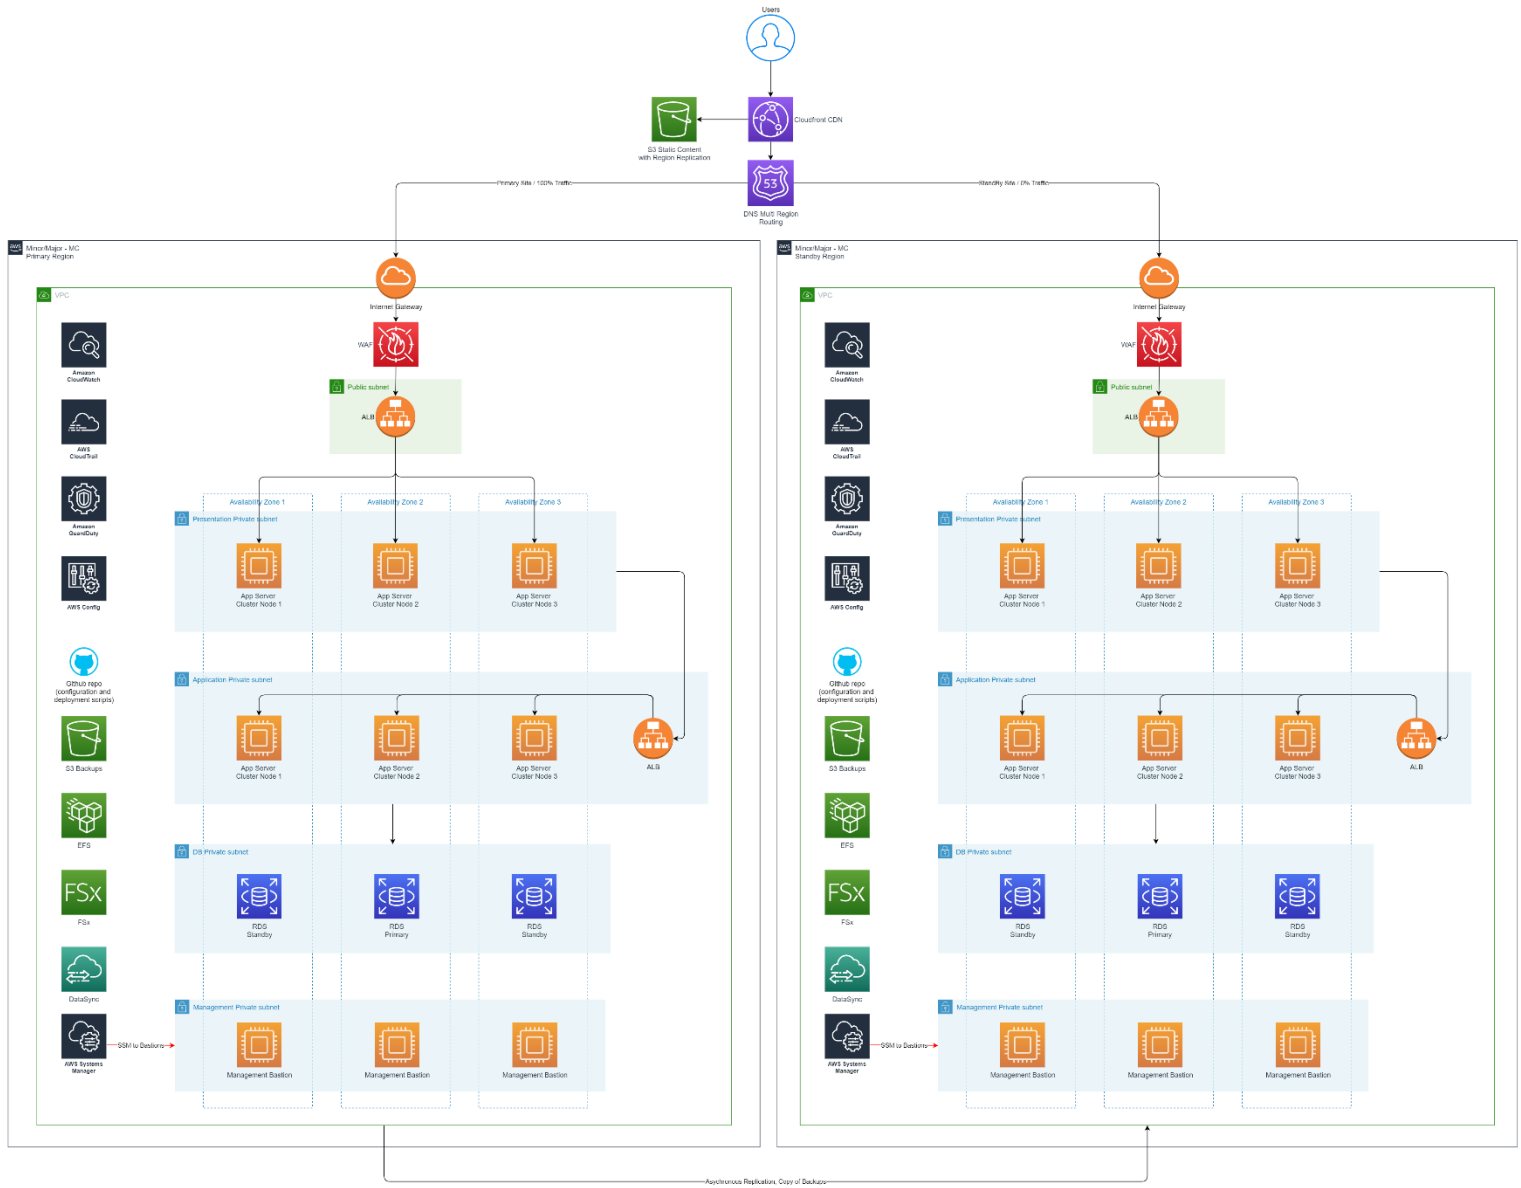 Users
Cloudfront CDN
S3 Static Content
with Region Replication
53
DNS Multi Region
Routing
Primary Site / 100% Traffic
StandBy Site / 0% Traffic
aws
Minor/Major - MC
Primary Region
Internet Gateway
VPC
WAF
Amazon
CloudWatch
Public subnet
ALB
AWS
CloudTrail
Amazon
GuardDuty
Availability Zone 1
Availability Zone 2
Availability Zone 3
Presentation Private subnet
App Server
Cluster Node 1
App Server
Cluster Node 2
App Server
Cluster Node 3
AWS Config
Github repo
(configuration and
deployment scripts)
Application Private subnet
App Server
Cluster Node 1
App Server
Cluster Node 2
App Server
Cluster Node 3
ALB
S3 Backups
EFS
DB Private subnet
RDS
Standby
RDS
Primary
RDS
Standby
FSx
FSx
DataSync
Management Private subnet
SSM to Bastions
AWS Systems
Manager
Management Bastion
Management Bastion
Management Bastion
aws
Minor/Major - MC
Standby Region
Internet Gateway
VPC
WAF
Amazon
CloudWatch
Public subnet
ALB
AWS
CloudTrail
Amazon
GuardDuty
Availability Zone 1
Availability Zone 2
Availability Zone 3
Presentation Private subnet
App Server
Cluster Node 1
App Server
Cluster Node 2
App Server
Cluster Node 3
AWS Config
Github repo
(configuration and
deployment scripts)
Application Private subnet
App Server
Cluster Node 1
App Server
Cluster Node 2
App Server
Cluster Node 3
ALB
S3 Backups
EFS
DB Private subnet
RDS
Standby
RDS
Primary
RDS
Standby
FSx
FSx
DataSync
Management Private subnet
SSM to Bastions
AWS Systems
Manager
Management Bastion
Management Bastion
Management Bastion
Asychronous Replication, Copy of Backups